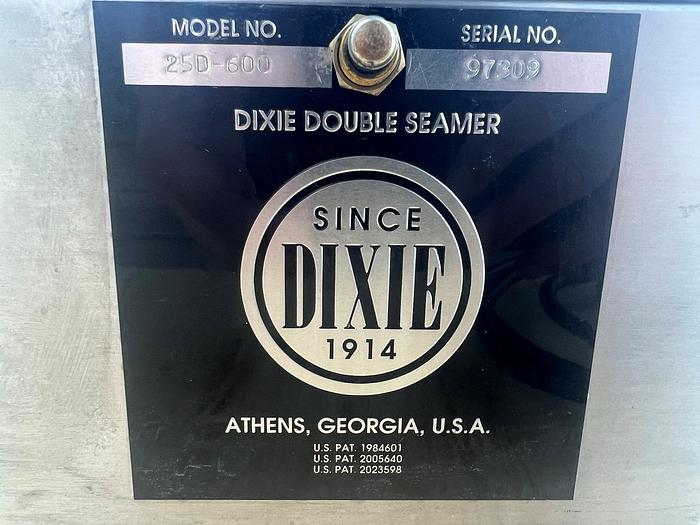 MODEL NO. SERIAL NO.
25D-600 97309
DIXIE DOUBLE SEAMER
SINCE
DIXIE
1914
ATHENS, GEORGIA, U.S.A.
U.S. PAT. 1984601
U.S. PAT. 2005640
U.S. PAT. 2023598